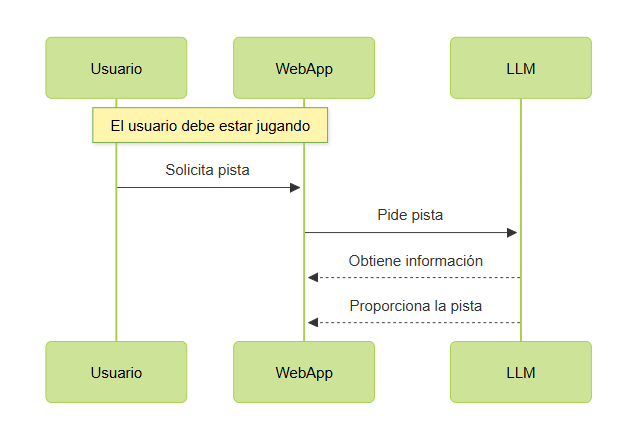 Usuario
WebApp
LLM
El usuario debe estar jugando
Solicita pista
Pide pista
Obtiene información
Proporciona la pista
Usuario
WebApp
LLM